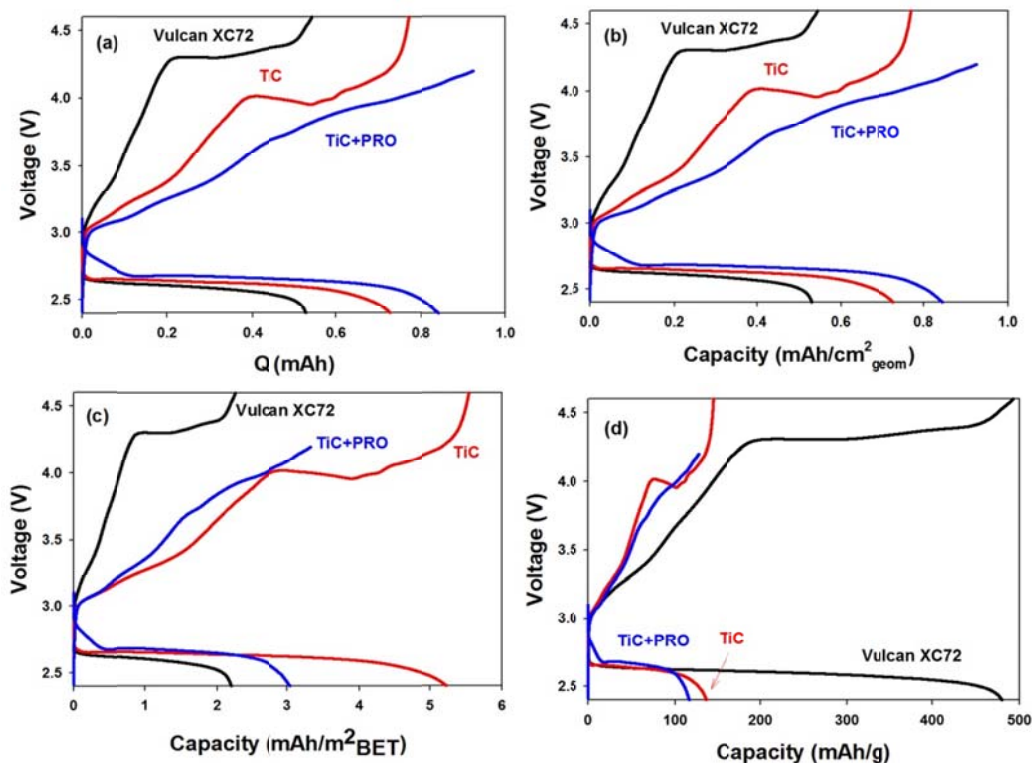 (a)
Vulcan XC72
TC
TiC+PRO
Voltage (V)
4.5
4.0
3.5
3.0
2.5
0.0 0.2 0.4 0.6 0.8 1.0
Q (mAh)
(b)
Vulcan XC72
TiC
TiC+PRO
Voltage (V)
4.5
4.0
3.5
3.0
2.5
0.0 0.2 0.4 0.6 0.8 1.0
Capacity (mAh/cm²geom)
(c)
Vulcan XC72
TiC+PRO
TiC
Voltage (V)
4.5
4.0
3.5
3.0
2.5
0 1 2 3 4 5 6
Capacity (mAh/m²BET)
(d)
TiC+PRO
TiC
Vulcan XC72
Voltage (V)
4.5
4.0
3.5
3.0
2.5
0 100 200 300 400 500
Capacity (mAh/g)